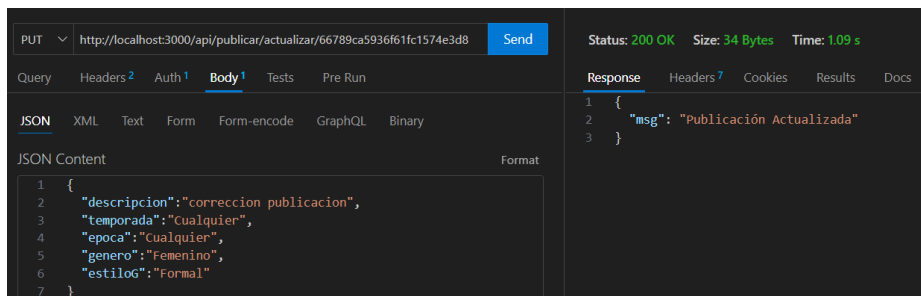 PUT http://localhost:3000/api/publicar/actualizar/66789ca5936f61fc1574e3d8 Send
Query Headers 2 Auth 1 Body 1 Tests Pre Run
JSON XML Text Form Form-encode GraphQL Binary
JSON Content Format
1 {
2 "descripcion":"correccion publicacion",
3 "temporada":"Cualquier",
4 "epoca":"Cualquier",
5 "genero":"Femenino",
6 "estiloG":"Formal"
7 }
Status: 200 OK Size: 34 Bytes Time: 1.09 s
Response Headers 7 Cookies Results Docs
1 {
2 "msg": "Publicación Actualizada"
3 }